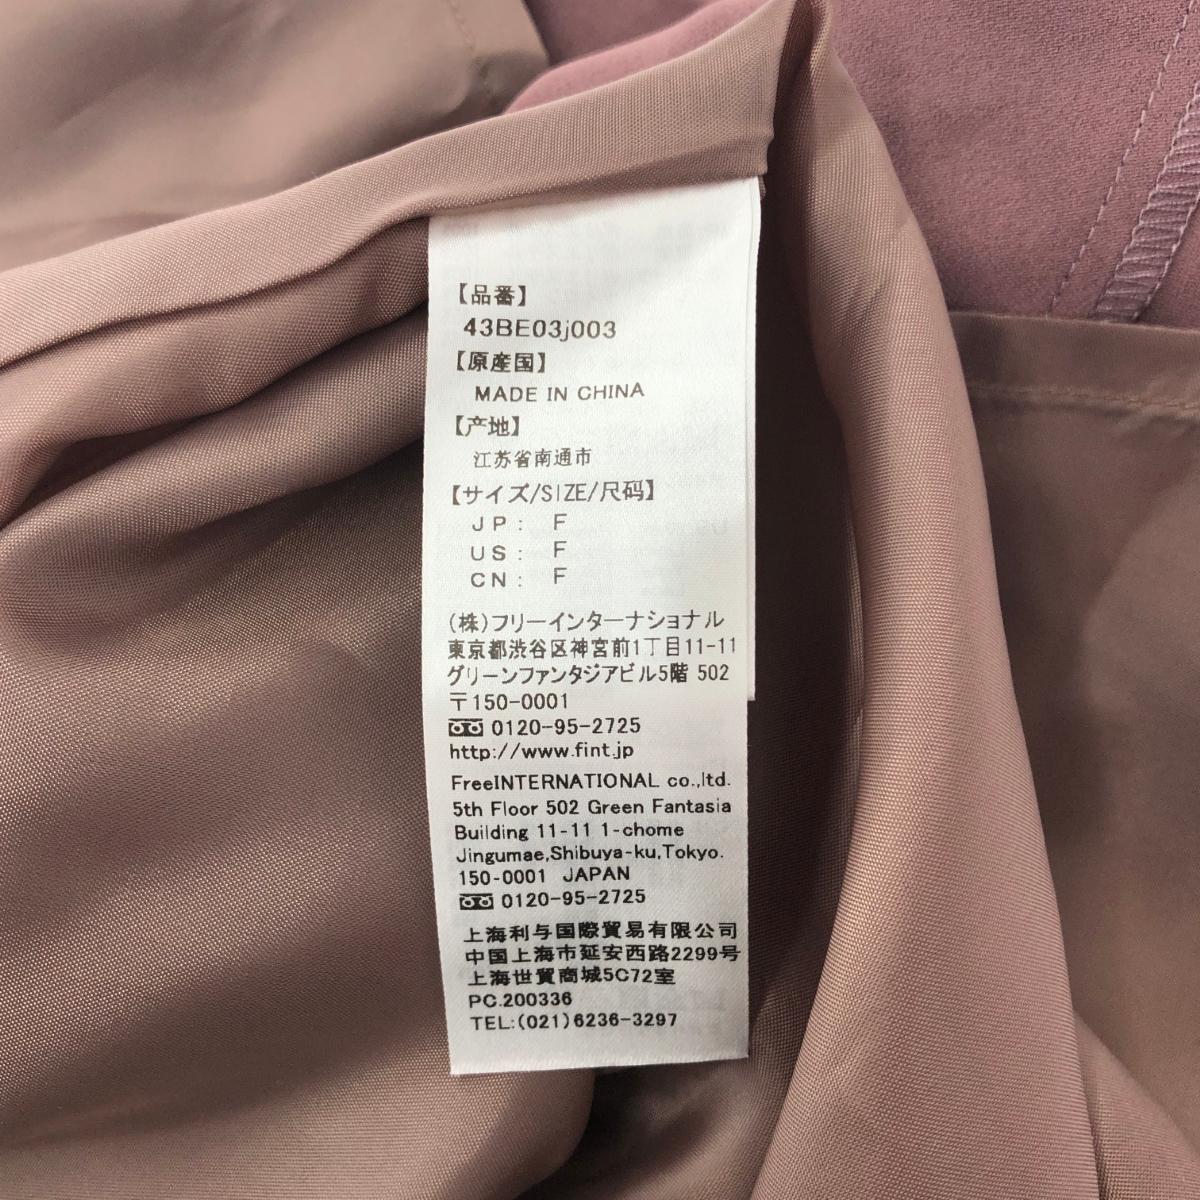 【品番】
43BE03j003
【原産国】
MADE IN CHINA
【产地】
江苏省南通市
【サイズ/SIZE/尺码】
JP: F
US: F
CN: F
(株)フリーインターナショナル
東京都渋谷区神宮前1丁目11-11
グリーンファンタジアビル5階 502
〒150-0001
0120-95-2725
http://www.fint.jp
FreeINTERNATIONAL co.,ltd.
5th Floor 502 Green Fantasia
Building 11-11 1-chome
Jingumae,Shibuya-ku,Tokyo.
150-0001 JAPAN
0120-95-2725
上海利与国際貿易有限公司
中国上海市延安西路2299号
上海世貿商城5C72室
PC.200336
TEL:(021)6236-3297